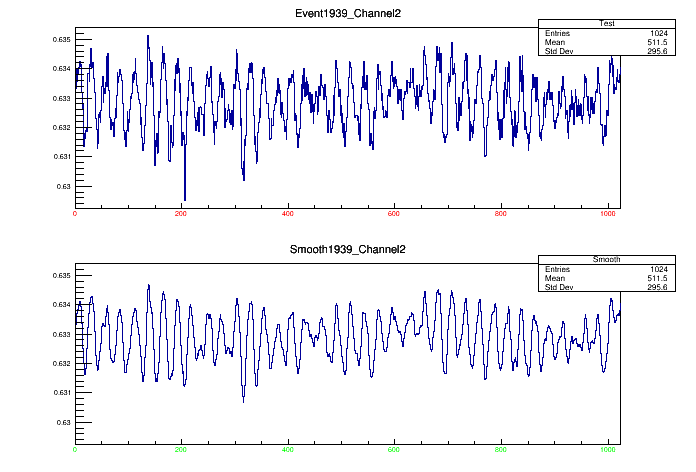 Event1939_Channel2
Test
Entries 1024
Mean 511.5
Std Dev 295.6
0.635
0.634
0.633
0.632
0.631
0.63
0 200 400 600 800 1000
Smooth1939_Channel2
Smooth
Entries 1024
Mean 511.5
Std Dev 295.6
0.635
0.634
0.633
0.632
0.631
0.63
0 200 400 600 800 1000